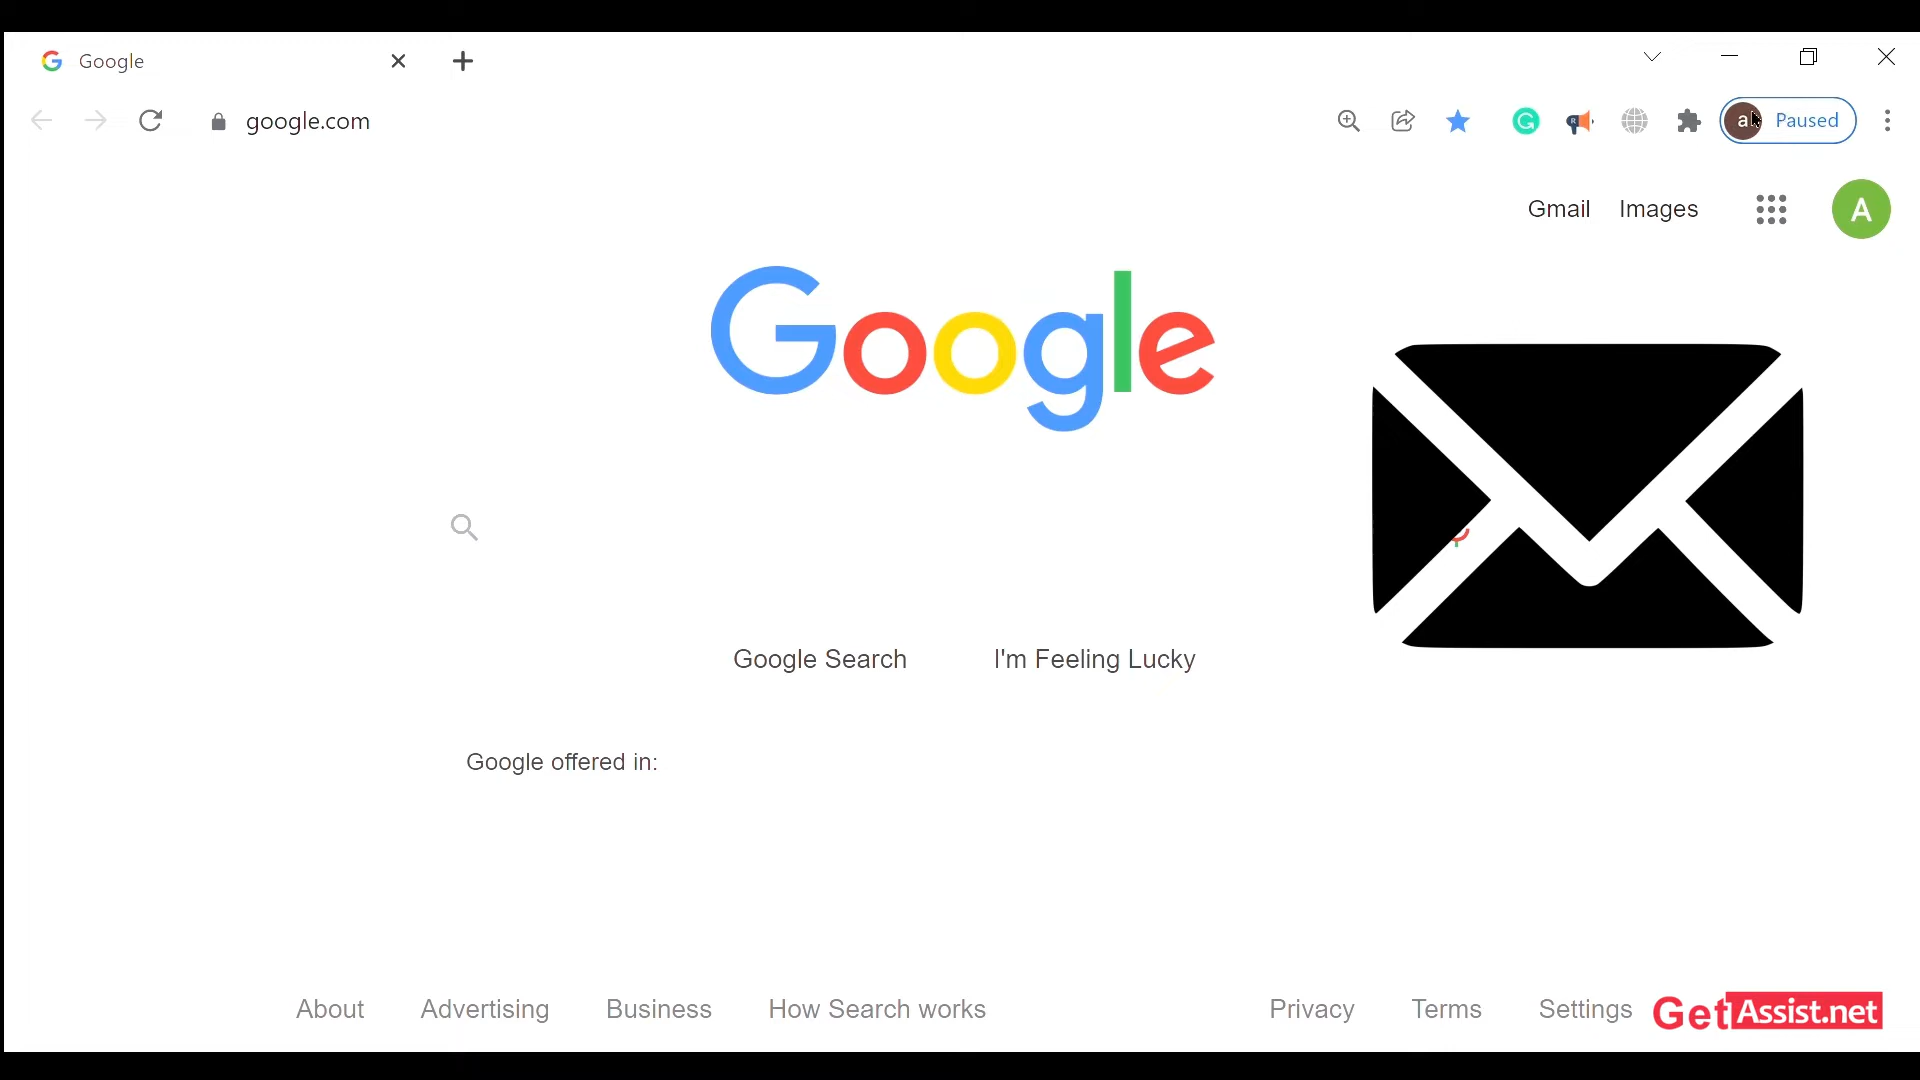 Google
google.com
a Paused
Gmail Images A
Google
Google Search I'm Feeling Lucky
Google offered in:
About Advertising Business How Search works Privacy Terms Settings
GetAssist.net